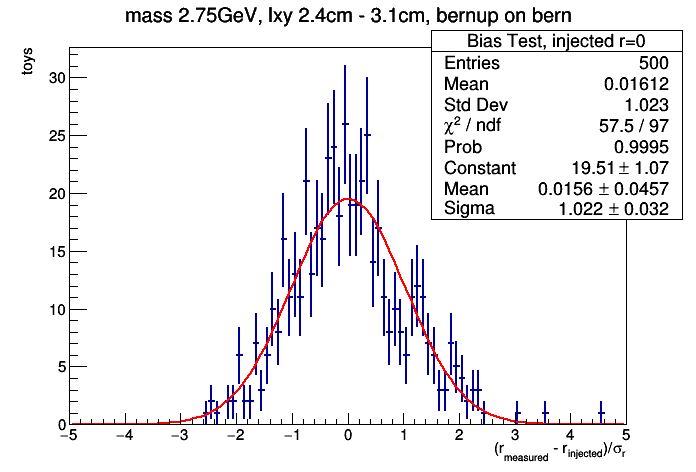 mass 2.75GeV, lxy 2.4cm - 3.1cm, bernup on bern
Bias Test, injected r=0
Entries 500
Mean 0.01612
Std Dev 1.023
χ² / ndf 57.5 / 97
Prob 0.9995
Constant 19.51 ± 1.07
Mean 0.0156 ± 0.0457
Sigma 1.022 ± 0.032
toys
30
25
20
15
10
5
0
−5 −4 −3 −2 −1 0 1 2 3 4 5
(r_measured - r_injected)/σ_r